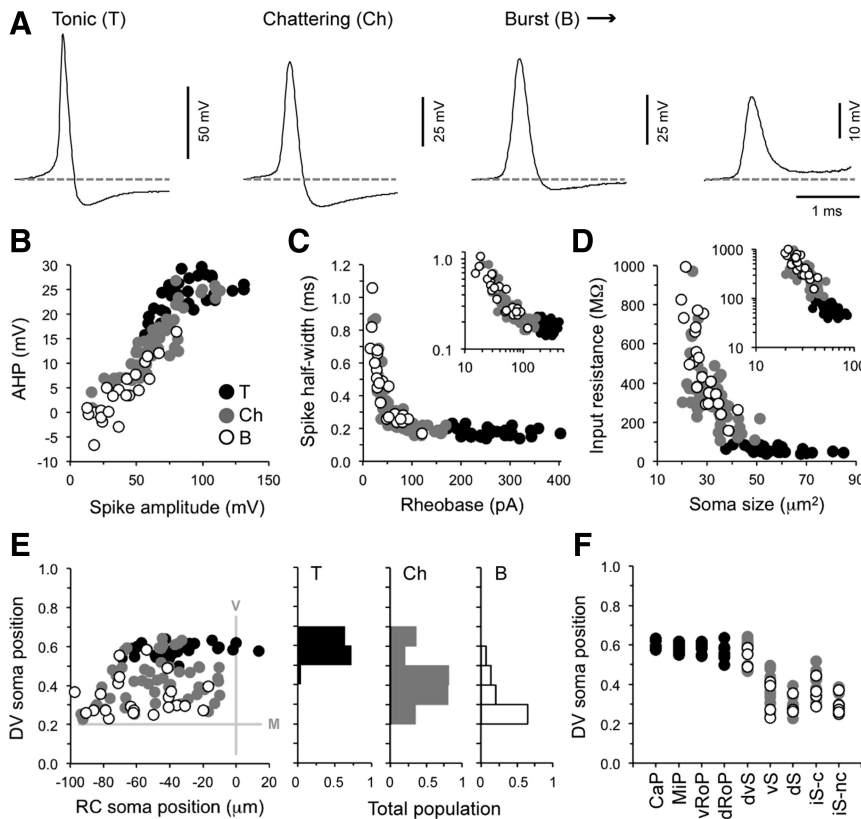 A
Tonic (T)
Chattering (Ch)
Burst (B) →
50 mV
25 mV
25 mV
10 mV
1 ms
B
AHP (mV)
30
25
20
15
10
5
0
-5
-10
0 50 100 150
Spike amplitude (mV)
T
Ch
B
C
Spike half-width (ms)
1.2
1.0
0.8
0.6
0.4
0.2
0.0
0 100 200 300 400
Rheobase (pA)
1.0
0.1
10 100
D
Input resistance (MΩ)
1000
800
600
400
200
0
10 30 50 70 90
Soma size (μm²)
1000
100
10
10 100
E
DV soma position
1.0
0.8
0.6
0.4
0.2
0.0
-100 -80 -60 -40 -20 0
RC soma position (μm)
V
M
T
Ch
B
0 0.5 1
0 0.5 1
0 0.5 1
Total population
F
DV soma position
1.0
0.8
0.6
0.4
0.2
0.0
CaP
MiP
vRoP
dRoP
dvS
vS
dS
iS-c
iS-nc